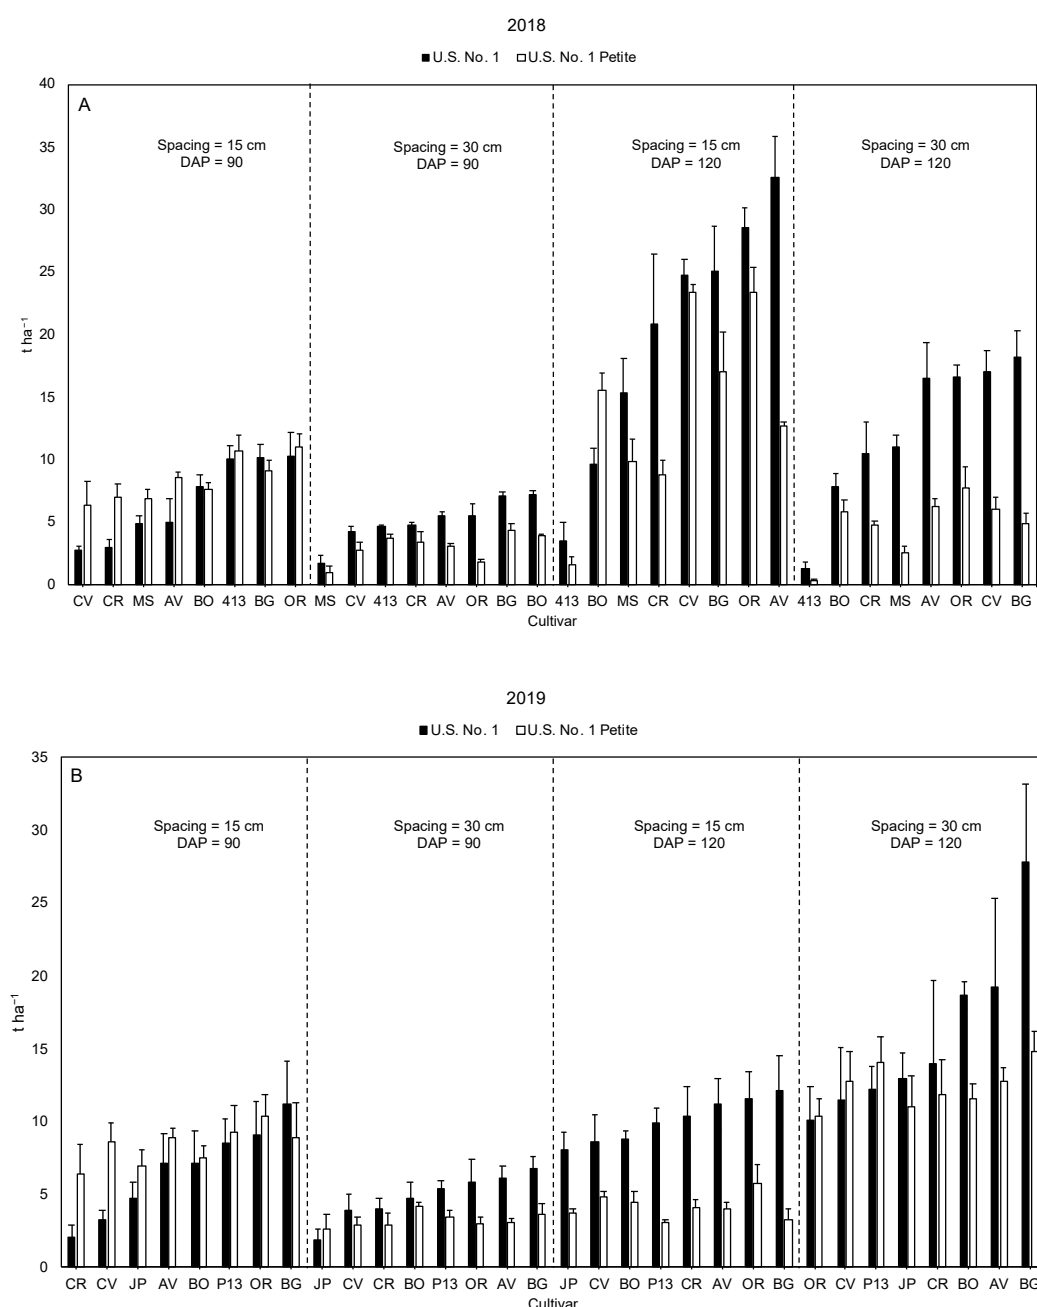 2018
U.S. No. 1 U.S. No. 1 Petite
A
40
35
30
25
20
15
10
5
0
t ha⁻¹
Spacing = 15 cm
DAP = 90
Spacing = 30 cm
DAP = 90
Spacing = 15 cm
DAP = 120
Spacing = 30 cm
DAP = 120
CV CR MS AV BO 413 BG OR MS CV 413 CR AV OR BG BO 413 BO MS CR CV BG OR AV 413 BO CR MS AV OR CV BG
Cultivar
2019
U.S. No. 1 U.S. No. 1 Petite
B
35
30
25
20
15
10
5
0
t ha⁻¹
Spacing = 15 cm
DAP = 90
Spacing = 30 cm
DAP = 90
Spacing = 15 cm
DAP = 120
Spacing = 30 cm
DAP = 120
CR CV JP AV BO P13 OR BG JP CV CR BO P13 OR AV BG JP CV BO P13 CR AV OR BG OR CV P13 JP CR BO AV BG
Cultivar